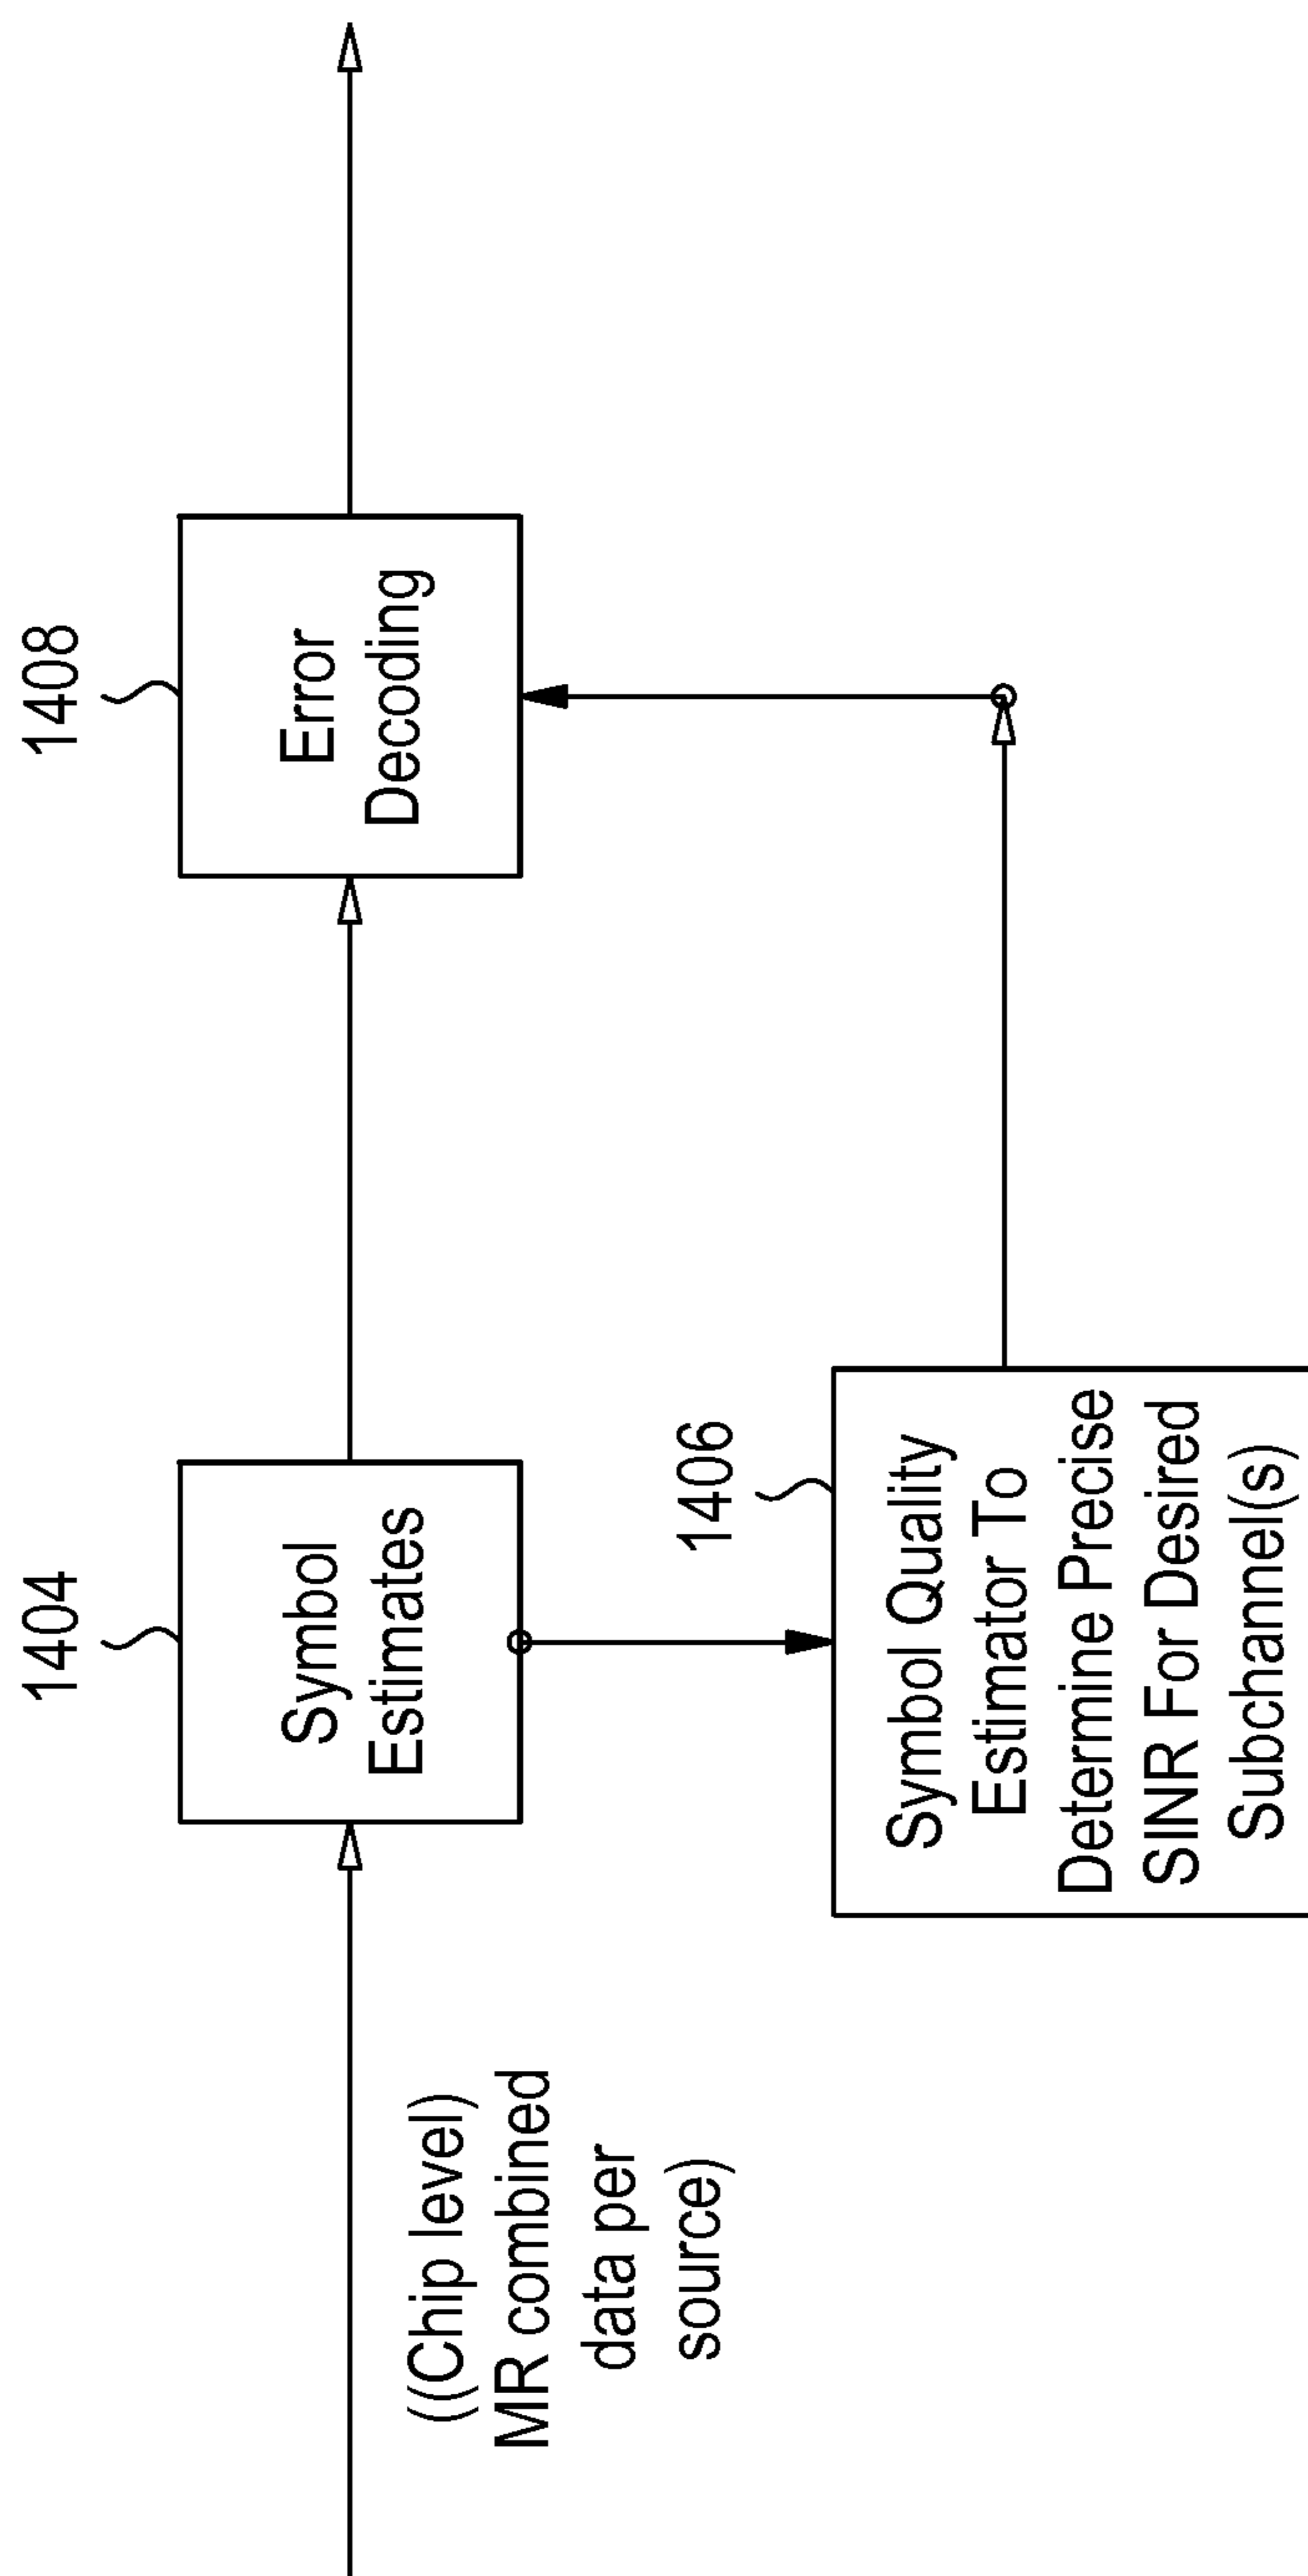 ((Chip level)
MR combined
data per
source)
1404
Symbol
Estimates
1406
Symbol Quality
Estimator To
Determine Precise
SINR For Desired
Subchannel(s)
1408
Error
Decoding